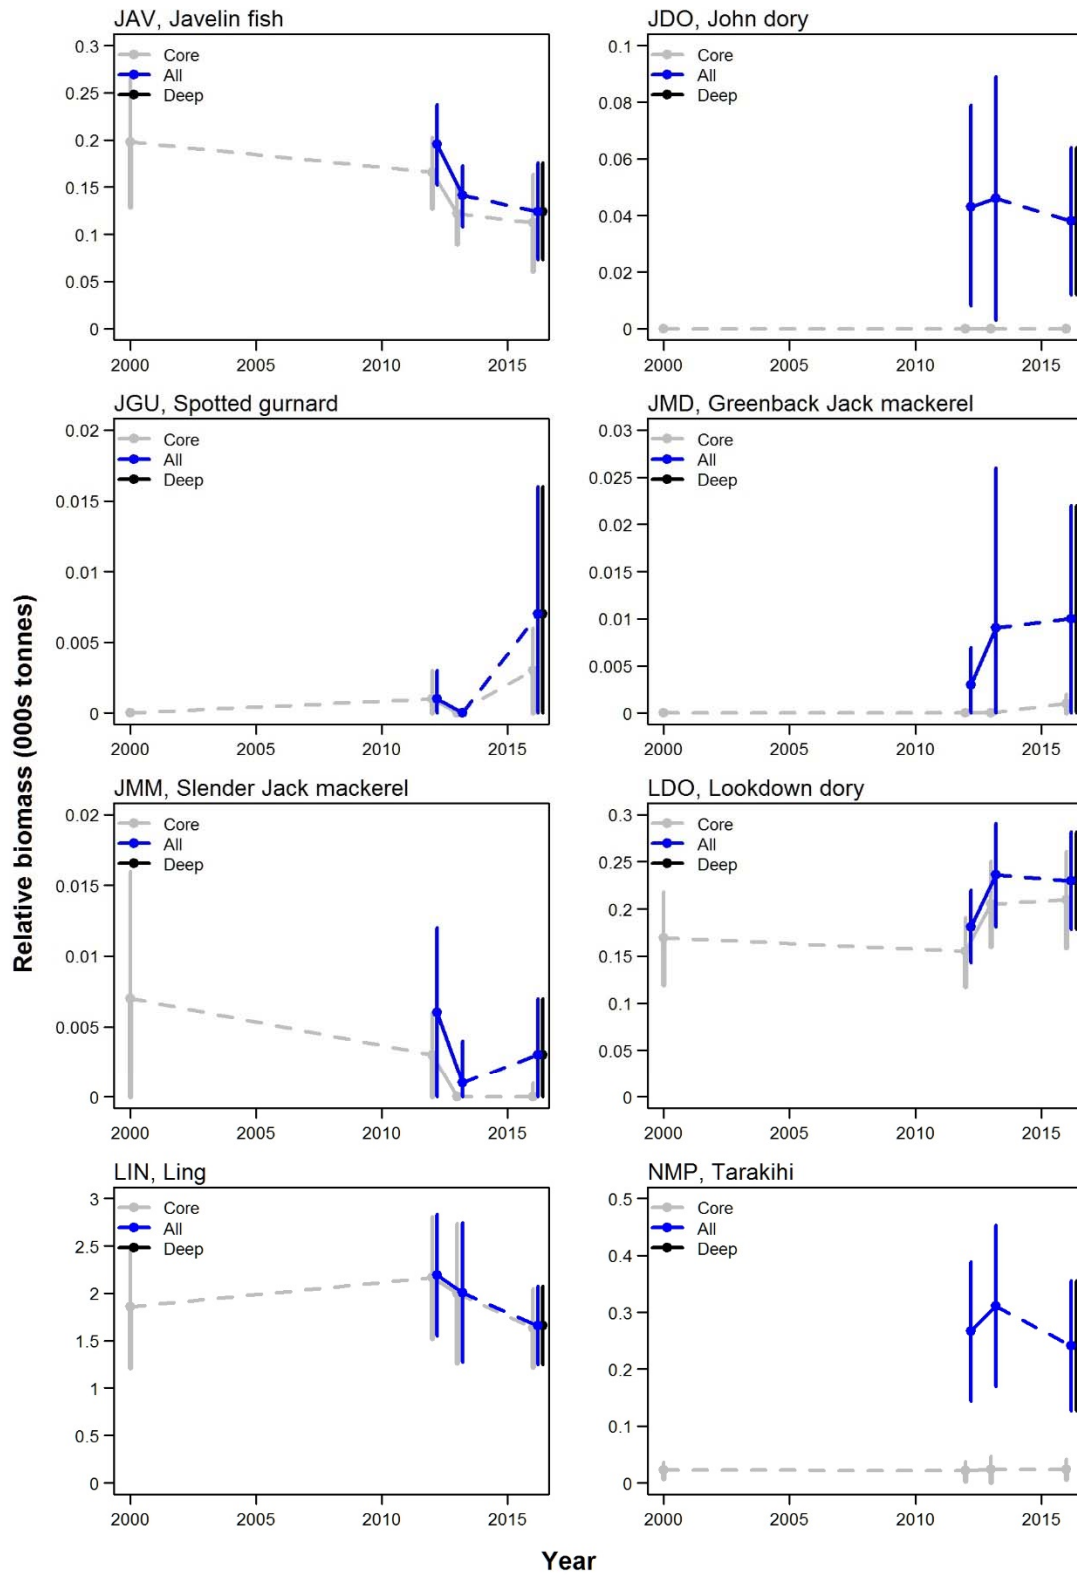 JAV, Javelin fish
0.3
0.25
0.2
0.15
0.1
0.05
0
Core
All
Deep
2000
2005
2010
2015
JDO, John dory
0.1
0.08
0.06
0.04
0.02
0
Core
All
Deep
2000
2005
2010
2015
JGU, Spotted gurnard
0.02
0.015
0.01
0.005
0
Core
All
Deep
2000
2005
2010
2015
JMD, Greenback Jack mackerel
0.03
0.025
0.02
0.015
0.01
0.005
0
Core
All
Deep
2000
2005
2010
2015
JMM, Slender Jack mackerel
0.02
0.015
0.01
0.005
0
Core
All
Deep
2000
2005
2010
2015
LDO, Lookdown dory
0.3
0.25
0.2
0.15
0.1
0.05
0
Core
All
Deep
2000
2005
2010
2015
LIN, Ling
3
2.5
2
1.5
1
0.5
0
Core
All
Deep
2000
2005
2010
2015
NMP, Tarakihi
0.5
0.4
0.3
0.2
0.1
0
Core
All
Deep
2000
2005
2010
2015
Relative biomass (000s tonnes)
Year